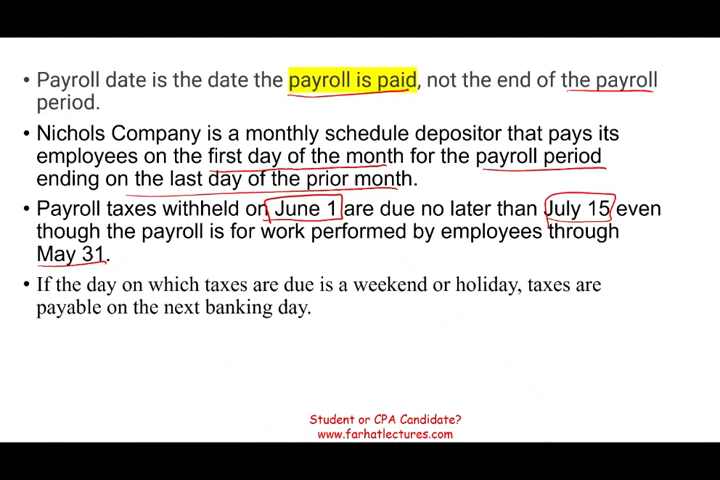 • Payroll date is the date the payroll is paid, not the end of the payroll
period.
• Nichols Company is a monthly schedule depositor that pays its
employees on the first day of the month for the payroll period
ending on the last day of the prior month.
• Payroll taxes withheld on June 1 are due no later than July 15 even
though the payroll is for work performed by employees through
May 31.
• If the day on which taxes are due is a weekend or holiday, taxes are
payable on the next banking day.
Student or CPA Candidate?
www.farhatlectures.com